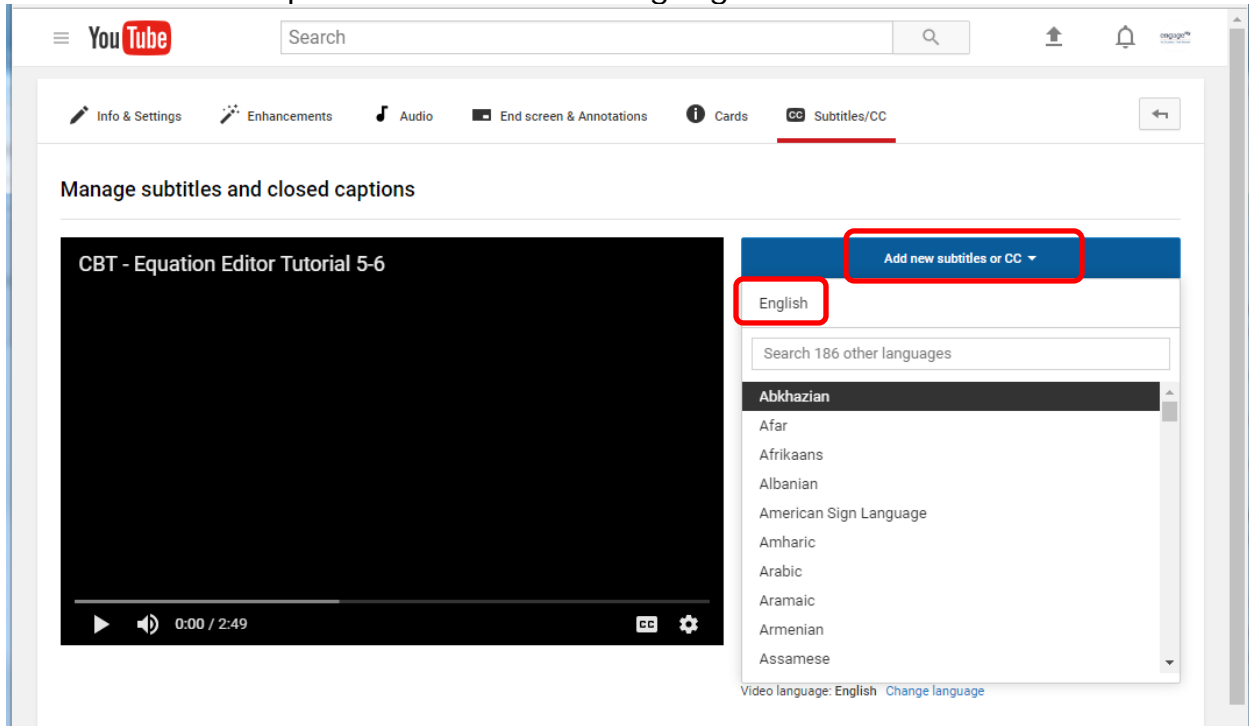 YouTube
Search
Info & Settings Enhancements Audio End screen & Annotations Cards CC Subtitles/CC
Manage subtitles and closed captions
CBT - Equation Editor Tutorial 5-6
Add new subtitles or CC
English
Search 186 other languages
Abkhazian
Afar
Afrikaans
Albanian
American Sign Language
Amharic
Arabic
Aramaic
Armenian
Assamese
0:00 / 2:49 CC
Video language: English Change language